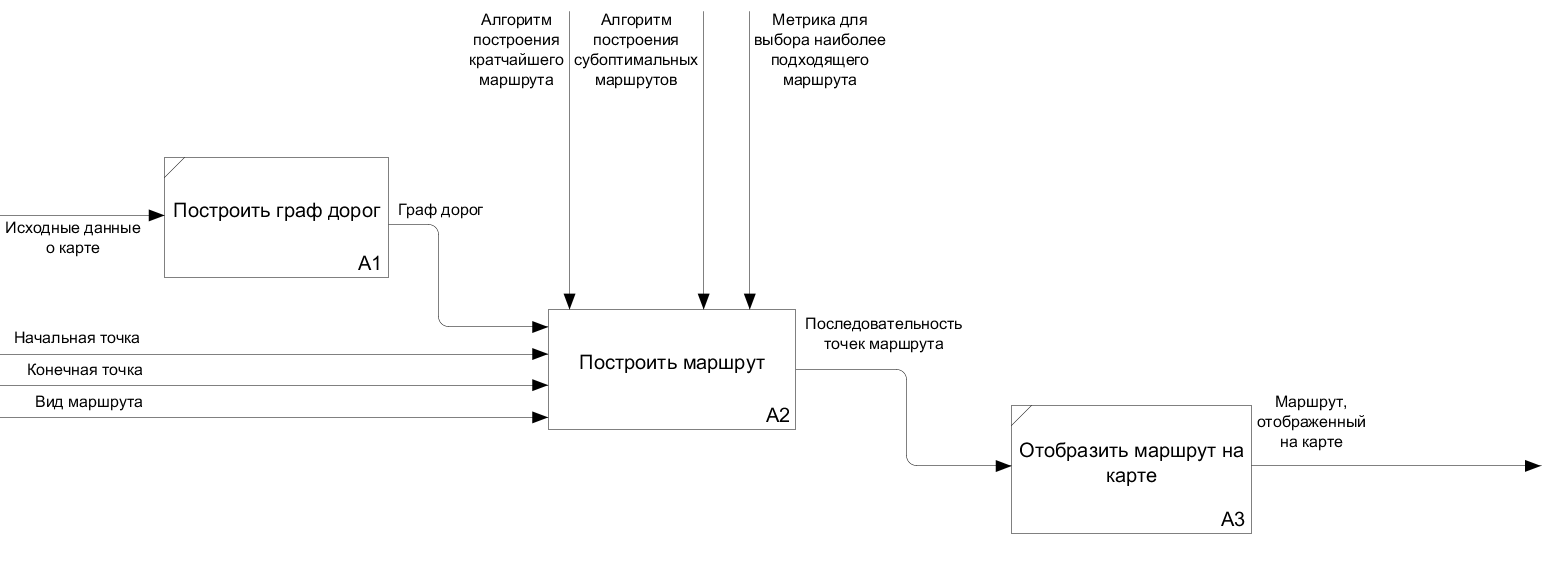 Алгоритм
построения
кратчайшего
маршрута
Алгоритм
построения
субоптимальных
маршрутов
Метрика для
выбора наиболее
подходящего
маршрута
Построить граф дорог
A1
Граф дорог
Исходные данные
о карте
Начальная точка
Конечная точка
Вид маршрута
Построить маршрут
A2
Последовательность
точек маршрута
Отобразить маршрут на
карте
A3
Маршрут,
отображенный
на карте